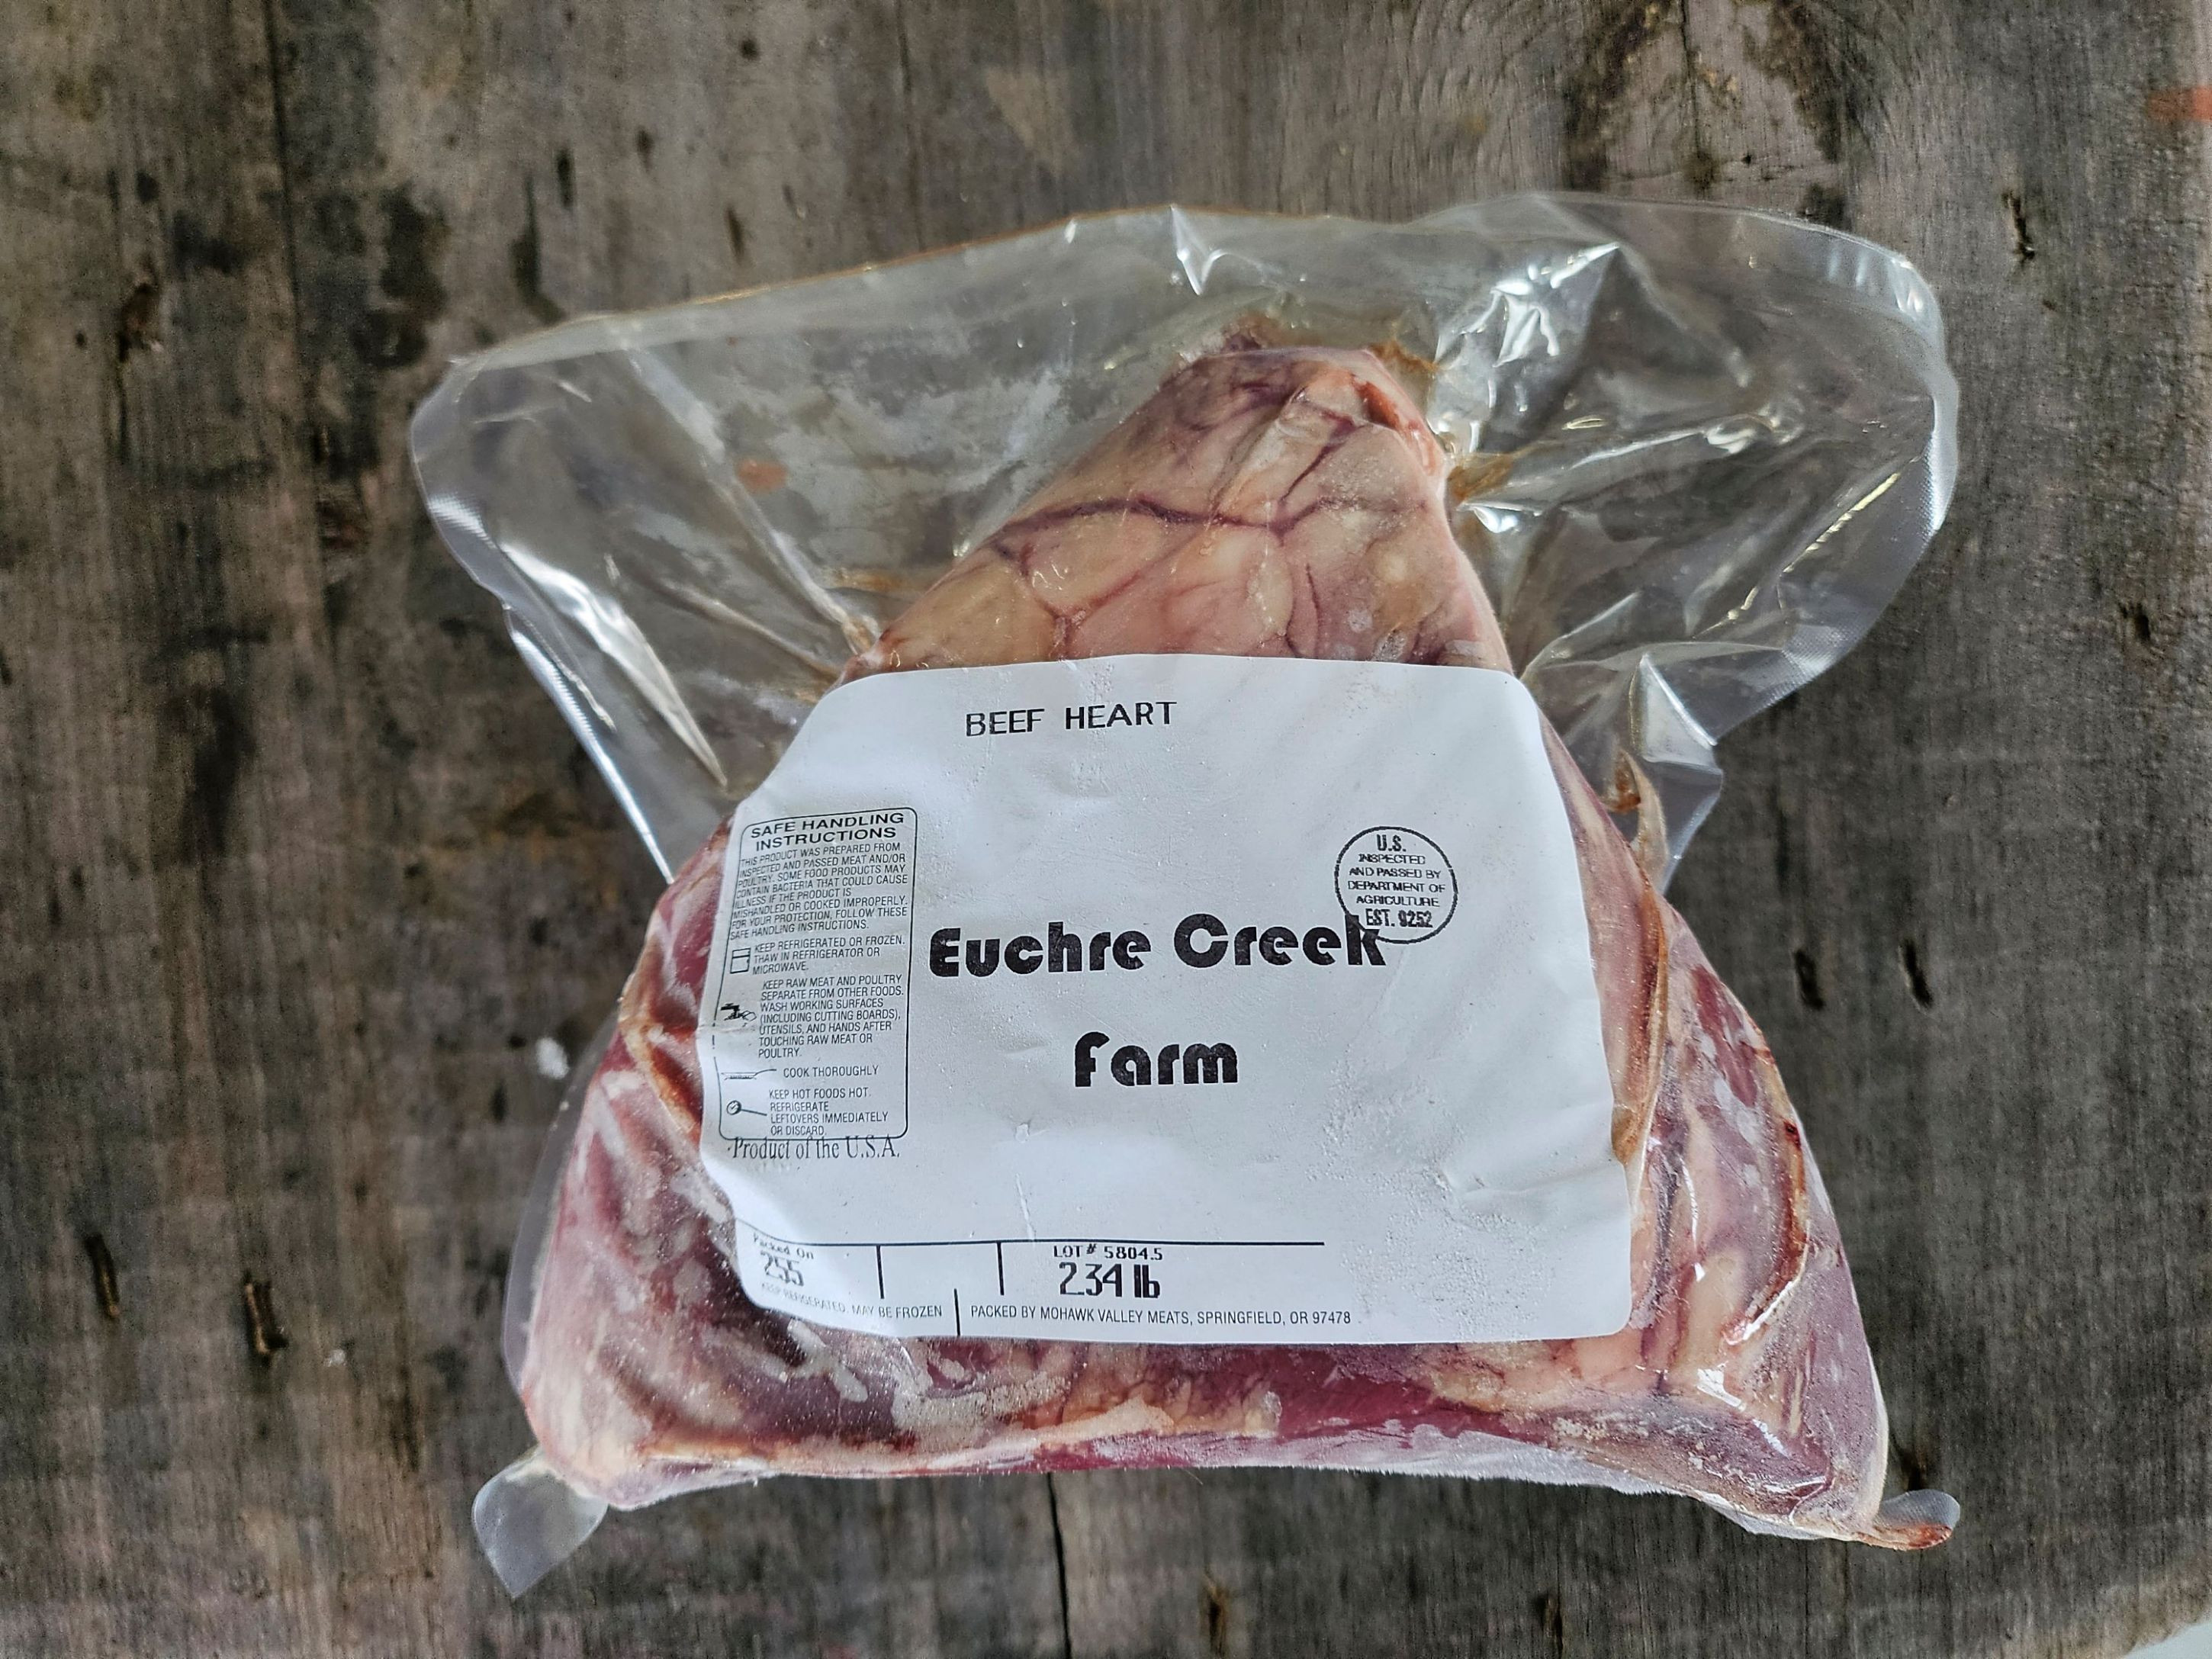 BEEF HEART
SAFE HANDLING
INSTRUCTIONS
THIS PRODUCT WAS PREPARED FROM
INSPECTED AND PASSED MEAT AND/OR
POULTRY. SOME FOOD PRODUCTS MAY
CONTAIN BACTERIA THAT COULD CAUSE
ILLNESS IF THE PRODUCT IS
MISHANDLED OR COOKED IMPROPERLY.
FOR YOUR PROTECTION, FOLLOW THESE
SAFE HANDLING INSTRUCTIONS.
KEEP REFRIGERATED OR FROZEN.
THAW IN REFRIGERATOR OR
MICROWAVE.
KEEP RAW MEAT AND POULTRY
SEPARATE FROM OTHER FOODS.
WASH WORKING SURFACES
(INCLUDING CUTTING BOARDS),
UTENSILS, AND HANDS AFTER
TOUCHING RAW MEAT OR
POULTRY.
COOK THOROUGHLY
KEEP HOT FOODS HOT.
REFRIGERATE
LEFTOVERS IMMEDIATELY
OR DISCARD.
Product of the U.S.A.
U.S.
INSPECTED
AND PASSED BY
DEPARTMENT OF
AGRICULTURE
EST. 9252
Euchre Creek
Farm
Packed On
255
LOT # 5804.5
2.34 lb
KEEP REFRIGERATED. MAY BE FROZEN
PACKED BY MOHAWK VALLEY MEATS, SPRINGFIELD, OR 97478